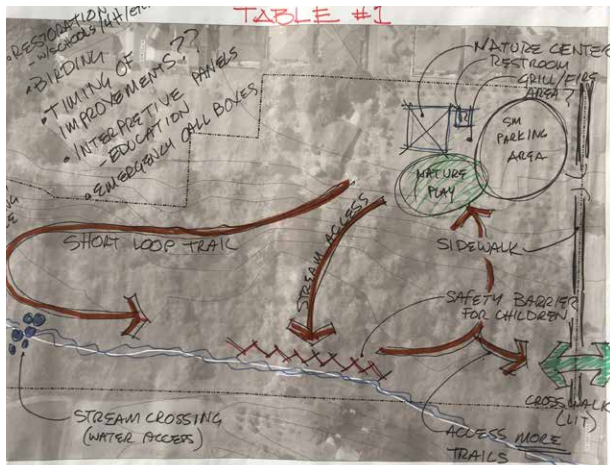 TABLE #1
• RESTORATION
- W/SCHOOLS/4H/ETC.
• BIRDING
• TIMING OF
IMPROVEMENTS??
• INTERPRETIVE PANELS
- EDUCATION
• EMERGENCY CALL BOXES
NATURE CENTER
RESTROOM
GRILL/FIRE
AREA?
R
SM
PARKING
AREA
NATURE
PLAY
SHORT LOOP TRAIL
STREAM ACCESS
SIDEWALK
SAFETY BARRIER
FOR CHILDREN
STREAM CROSSING
(WATER ACCESS)
CROSSWALK
(LIT)
ACCESS MORE
TRAILS